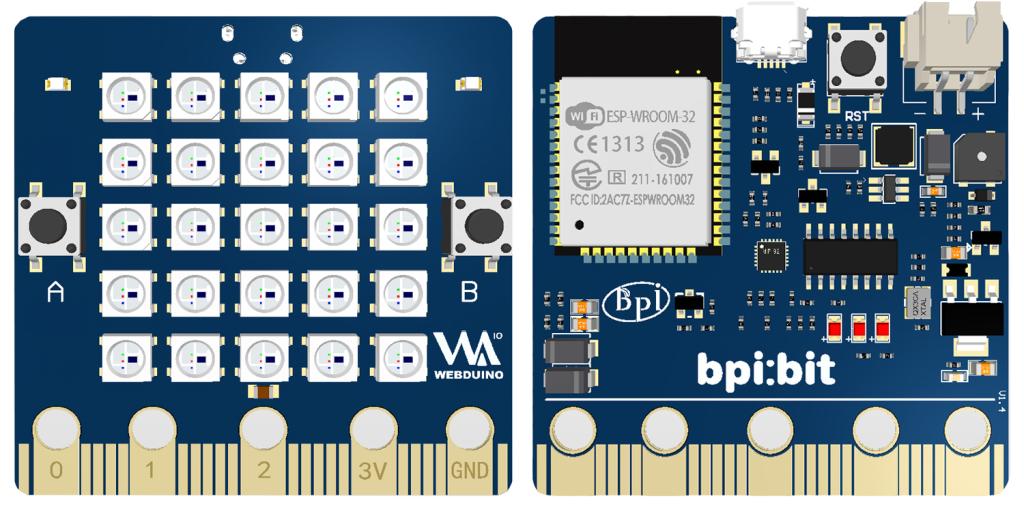 A
B
IO
WEBDUINO
0
1
2
3V
GND
Wi Fi ESP-WROOM-32
CE1313
R 211-161007
FCC ID:2AC7Z-ESPWROOM32
RST
− +
Bpi
XTAL
bpi:bit
V1.4